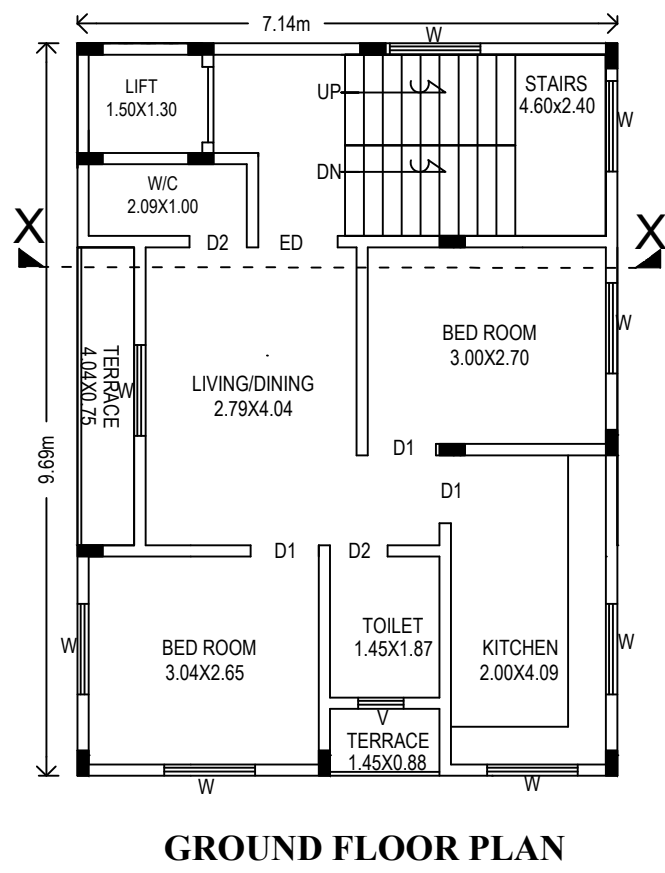 7.14m
W
LIFT
1.50X1.30
UP
STAIRS
4.60x2.40
W
W/C
2.09X1.00
DN
X
X
D2
ED
W
BED ROOM
3.00X2.70
TERRACE
4.04X0.75
W
LIVING/DINING
2.79X4.04
9.69m
D1
D1
D1
D2
W
BED ROOM
3.04X2.65
TOILET
1.45X1.87
KITCHEN
2.00X4.09
W
V
TERRACE
1.45X0.88
W
W
GROUND FLOOR PLAN